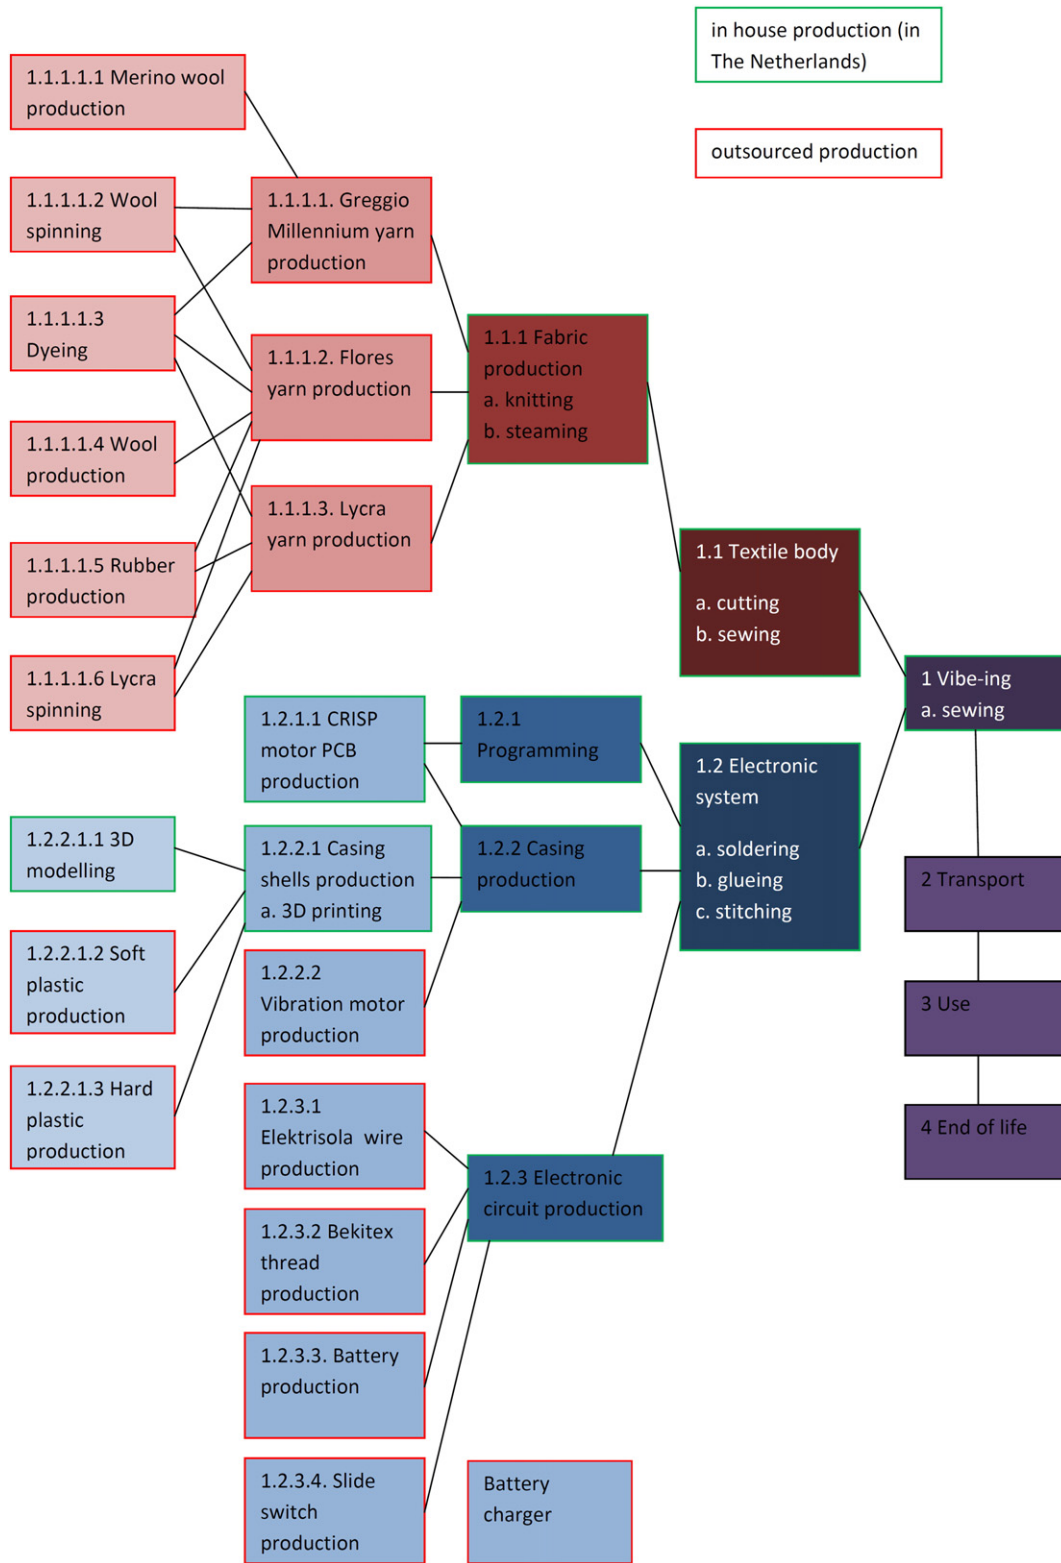 in house production (in
The Netherlands)
outsourced production
1.1.1.1.1 Merino wool
production
1.1.1.1.2 Wool
spinning
1.1.1.1.3
Dyeing
1.1.1.1.4 Wool
production
1.1.1.1.5 Rubber
production
1.1.1.1.6 Lycra
spinning
1.1.1.1. Greggio
Millennium yarn
production
1.1.1.2. Flores
yarn production
1.1.1.3. Lycra
yarn production
1.1.1 Fabric
production
a. knitting
b. steaming
1.1 Textile body
a. cutting
b. sewing
1 Vibe-ing
a. sewing
1.2.1.1 CRISP
motor PCB
production
1.2.1
Programming
1.2 Electronic
system
a. soldering
b. glueing
c. stitching
1.2.2.1.1 3D
modelling
1.2.2.1.2 Soft
plastic
production
1.2.2.1.3 Hard
plastic
production
1.2.2.1 Casing
shells production
a. 3D printing
1.2.2 Casing
production
1.2.2.2
Vibration motor
production
1.2.3.1
Elektrisola  wire
production
1.2.3.2 Bekitex
thread
production
1.2.3.3. Battery
production
1.2.3.4. Slide
switch
production
1.2.3 Electronic
circuit production
Battery
charger
2 Transport
3 Use
4 End of life